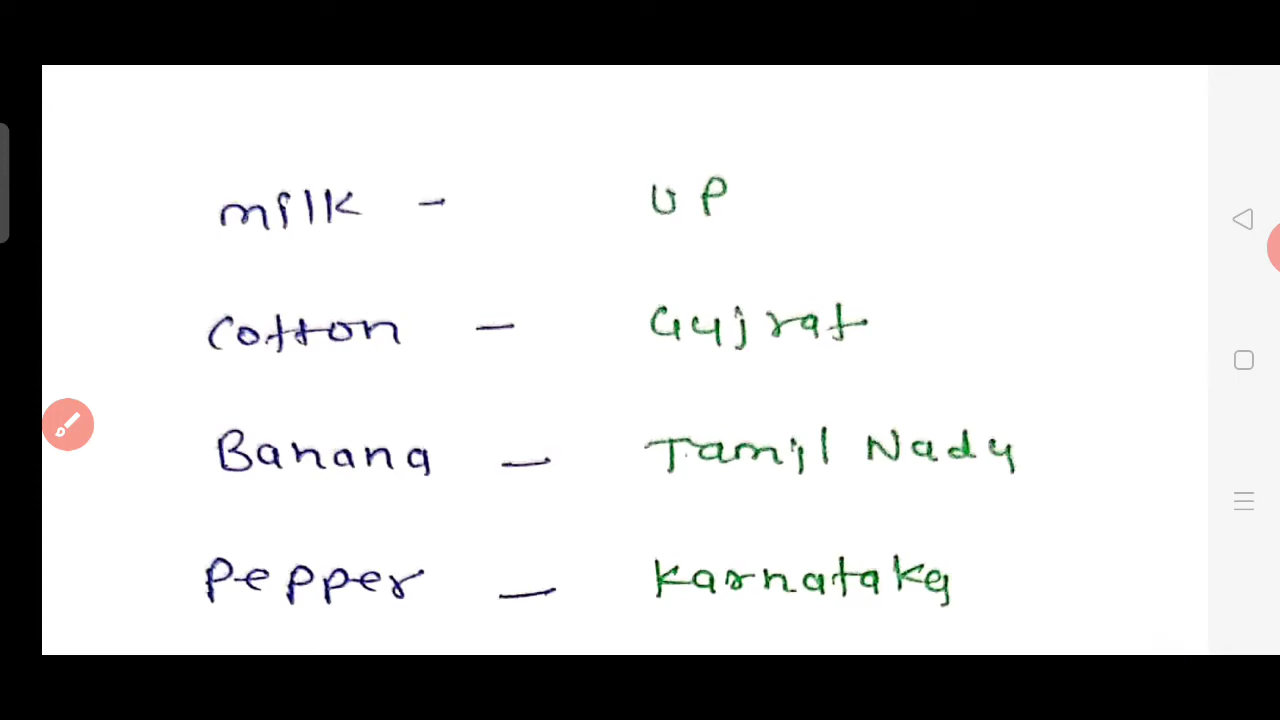 Milk - UP
Cotton - Gujrat
Banana - Tamil Nadu
Pepper - Karnataka